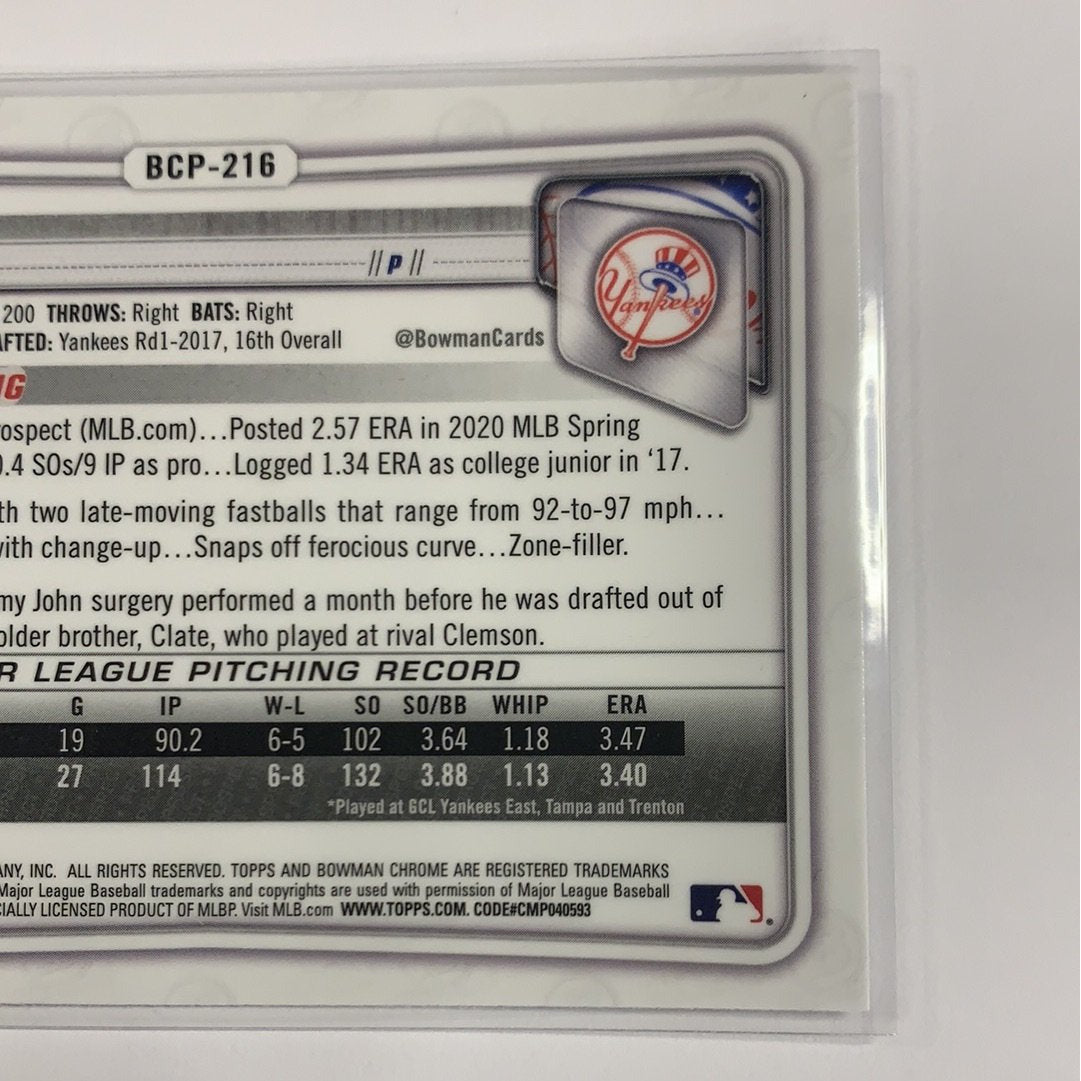 BCP-216
// P //
Yankees
200 THROWS: Right BATS: Right
AFTED: Yankees Rd1-2017, 16th Overall
@BowmanCards
G
ospect (MLB.com)...Posted 2.57 ERA in 2020 MLB Spring
.4 SOs/9 IP as pro...Logged 1.34 ERA as college junior in ‘17.
th two late-moving fastballs that range from 92-to-97 mph...
ith change-up...Snaps off ferocious curve...Zone-filler.
my John surgery performed a month before he was drafted out of
older brother, Clate, who played at rival Clemson.
R LEAGUE PITCHING RECORD
G IP W-L SO SO/BB WHIP ERA
19 90.2 6-5 102 3.64 1.18 3.47
27 114 6-8 132 3.88 1.13 3.40
*Played at GCL Yankees East, Tampa and Trenton
ANY, INC. ALL RIGHTS RESERVED. TOPPS AND BOWMAN CHROME ARE REGISTERED TRADEMARKS
Major League Baseball trademarks and copyrights are used with permission of Major League Baseball
CIALLY LICENSED PRODUCT OF MLBP. Visit MLB.com WWW.TOPPS.COM. CODE#CMP040593